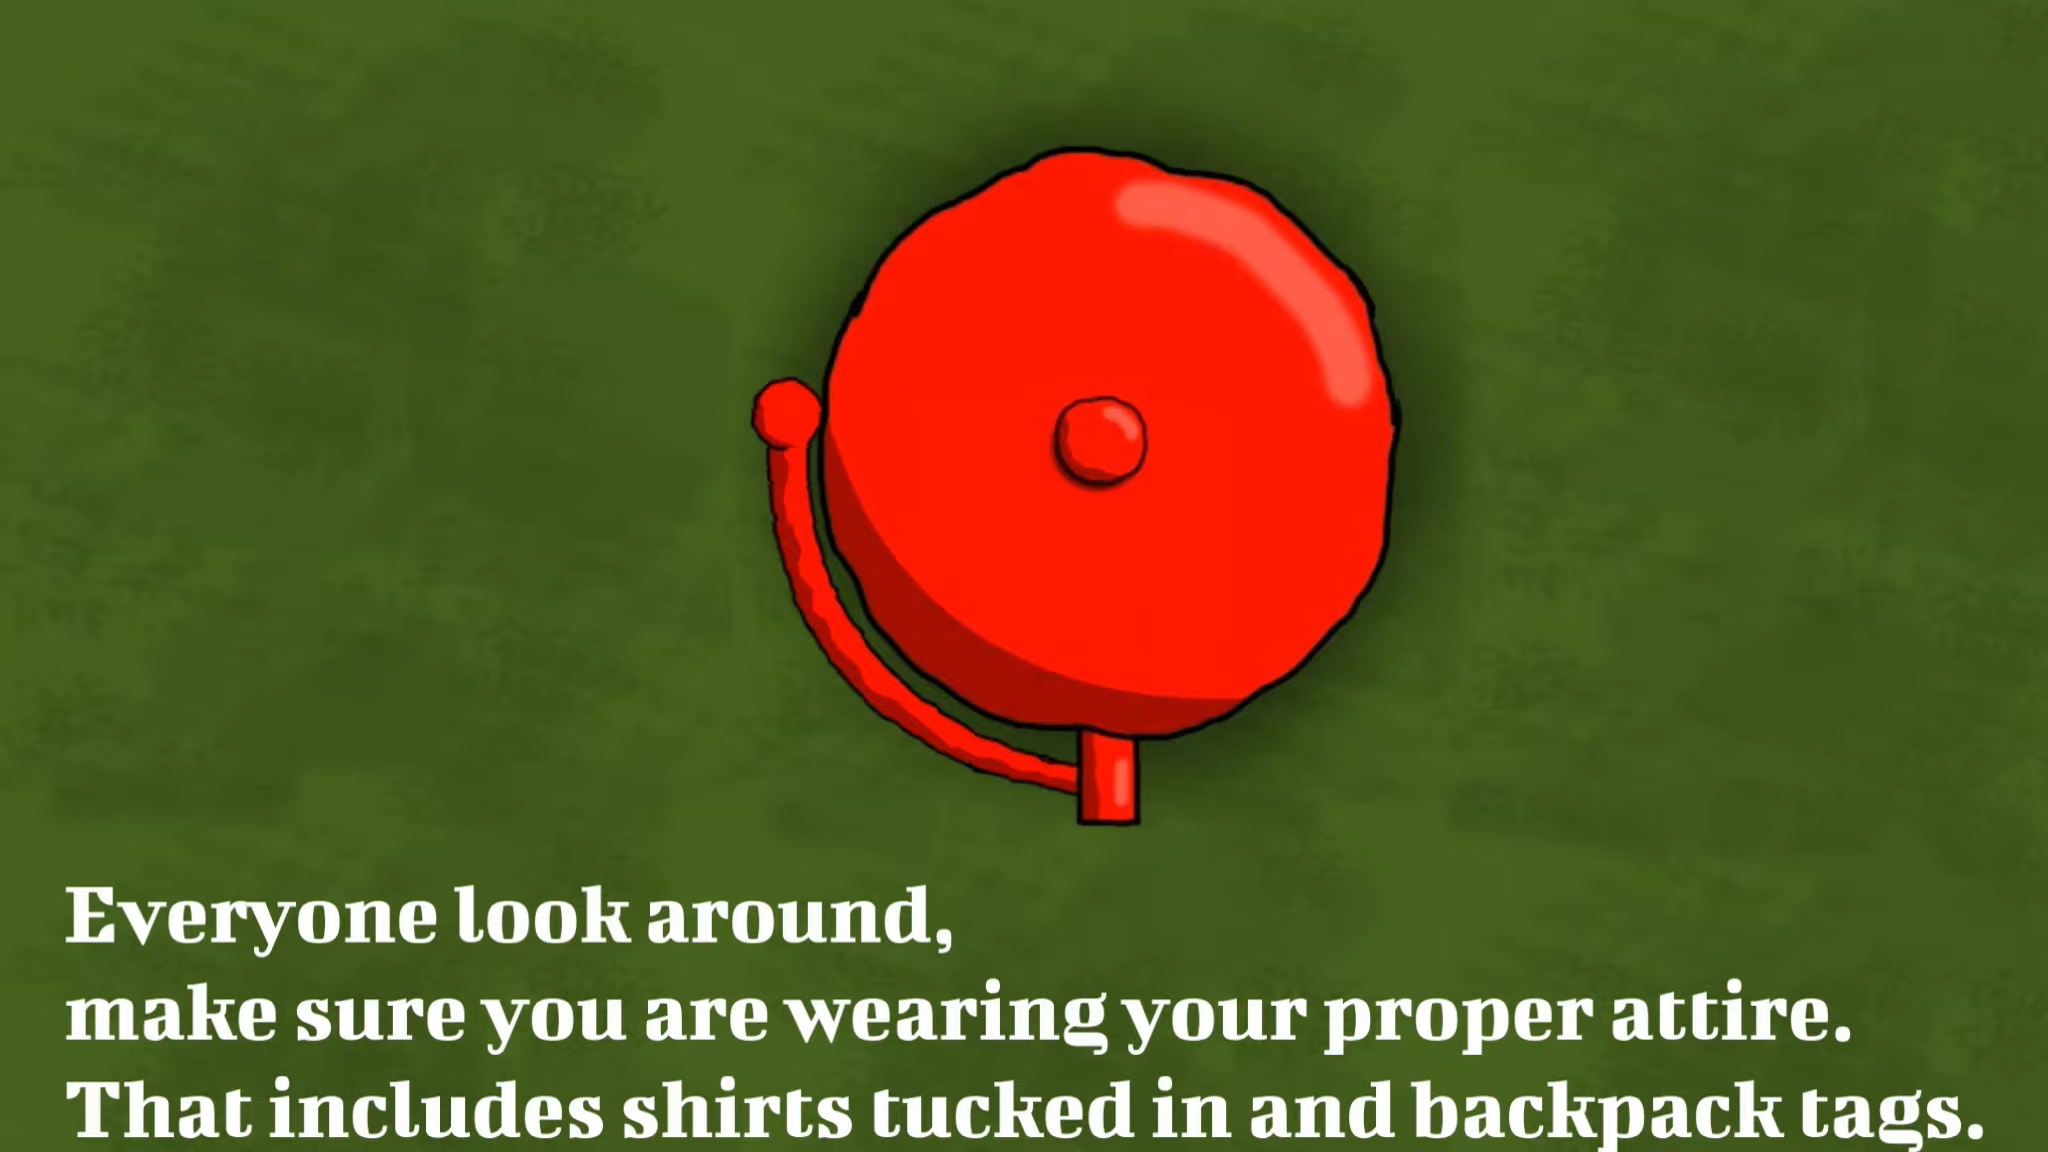 Everyone look around,
make sure you are wearing your proper attire.
That includes shirts tucked in and backpack tags.